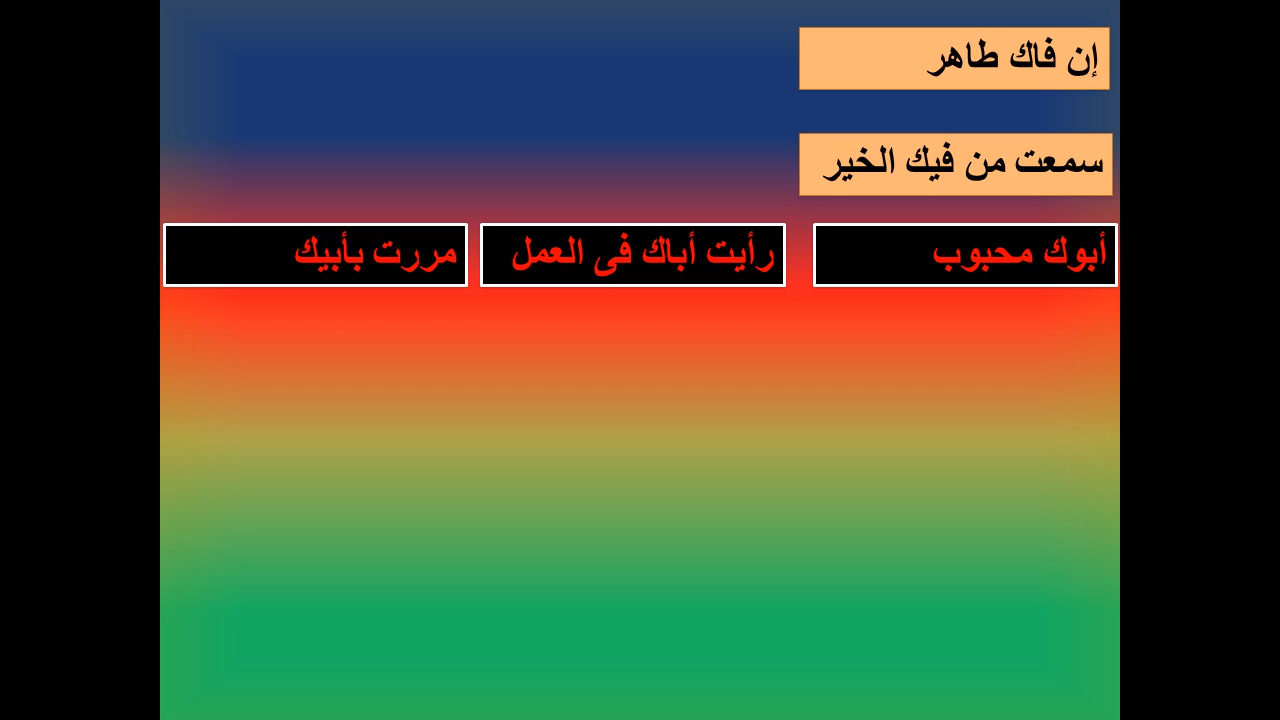 إن فاك طاهر
سمعت من فيك الخير
أبوك محبوب
رأيت أباك فى العمل
مررت بأبيك